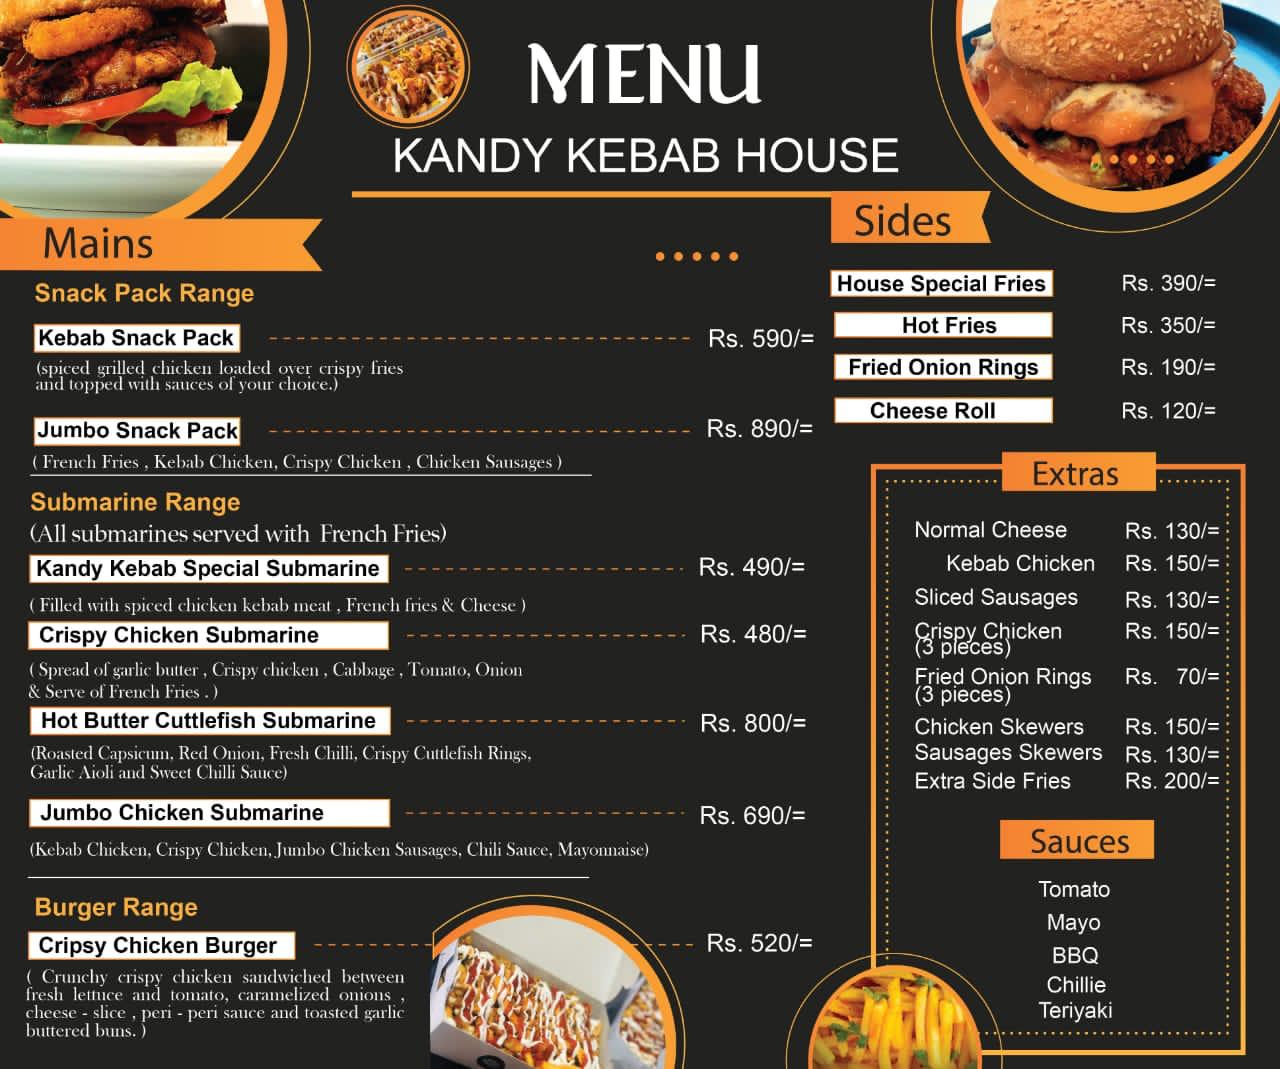 MENU
KANDY KEBAB HOUSE
Mains
Snack Pack Range
Kebab Snack Pack Rs. 590/=
(spiced grilled chicken loaded over crispy fries
and topped with sauces of your choice.)
Jumbo Snack Pack Rs. 890/=
( French Fries , Kebab Chicken, Crispy Chicken , Chicken Sausages )
Submarine Range
(All submarines served with French Fries)
Kandy Kebab Special Submarine Rs. 490/=
( Filled with spiced chicken kebab meat , French fries & Cheese )
Crispy Chicken Submarine Rs. 480/=
( Spread of garlic butter , Crispy chicken , Cabbage , Tomato, Onion
& Serve of French Fries . )
Hot Butter Cuttlefish Submarine Rs. 800/=
(Roasted Capsicum, Red Onion, Fresh Chilli, Crispy Cuttlefish Rings,
Garlic Aioli and Sweet Chilli Sauce)
Jumbo Chicken Submarine Rs. 690/=
(Kebab Chicken, Crispy Chicken, Jumbo Chicken Sausages, Chili Sauce, Mayonnaise)
Burger Range
Cripsy Chicken Burger Rs. 520/=
( Crunchy crispy chicken sandwiched between
fresh lettuce and tomato, caramelized onions ,
cheese - slice , peri - peri sauce and toasted garlic
buttered buns. )
Sides
House Special Fries Rs. 390/=
Hot Fries Rs. 350/=
Fried Onion Rings Rs. 190/=
Cheese Roll Rs. 120/=
Extras
Normal Cheese Rs. 130/=
Kebab Chicken Rs. 150/=
Sliced Sausages Rs. 130/=
Crispy Chicken Rs. 150/=
(3 pieces)
Fried Onion Rings Rs. 70/=
(3 pieces)
Chicken Skewers Rs. 150/=
Sausages Skewers Rs. 130/=
Extra Side Fries Rs. 200/=
Sauces
Tomato
Mayo
BBQ
Chillie
Teriyaki